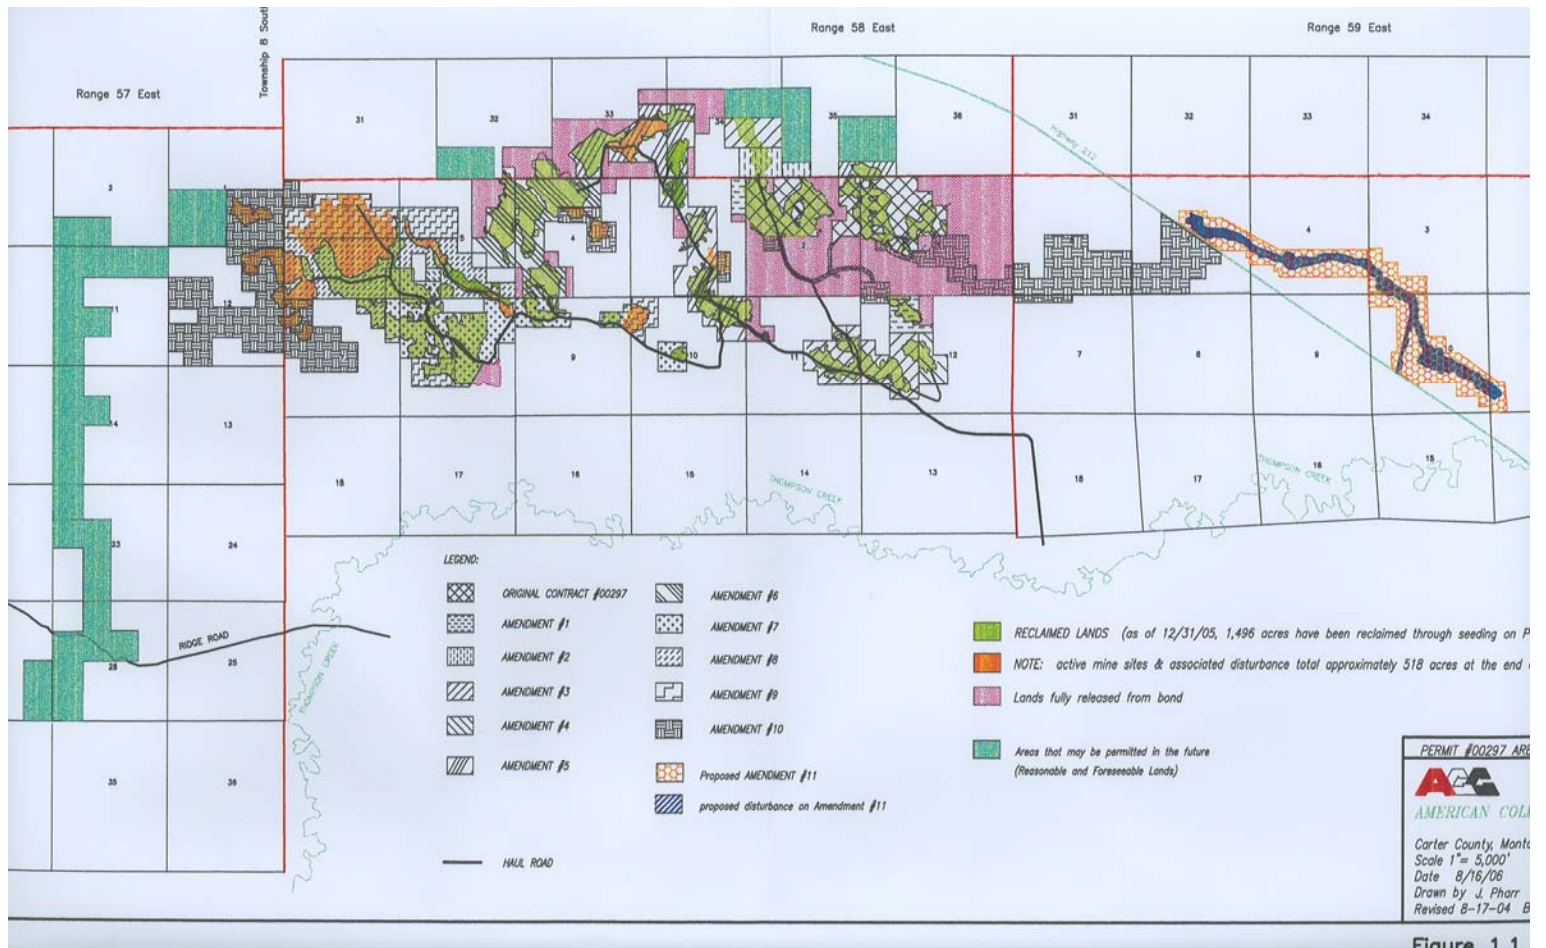 Range 58 East
Range 59 East
Township 8 South
Range 57 East
31
32
33
34
35
36
31
32
33
34
Highway 212
2
1
5
4
2
4
3
11
12
7
9
10
11
12
7
8
9
14
13
18
17
16
15
14
13
18
17
16
15
THOMPSON CREEK
THOMPSON CREEK
23
24
RIDGE ROAD
25
THOMPSON CREEK
35
36
LEGEND:
ORIGINAL CONTRACT #00297
AMENDMENT #1
AMENDMENT #2
AMENDMENT #3
AMENDMENT #4
AMENDMENT #5
AMENDMENT #6
AMENDMENT #7
AMENDMENT #8
AMENDMENT #9
AMENDMENT #10
Proposed AMENDMENT #11
proposed disturbance on Amendment #11
HAUL ROAD
RECLAIMED LANDS (as of 12/31/05, 1,496 acres have been reclaimed through seeding on P
NOTE: active mine sites & associated disturbance total approximately 518 acres at the end
Lands fully released from bond
Areas that may be permitted in the future
(Reasonable and Foreseeable Lands)
PERMIT #00297 ARE
ACC
AMERICAN COL
Carter County, Monta
Scale 1"= 5,000'
Date 8/16/06
Drawn by J. Pharr
Revised 8-17-04 B
Figure 1.1